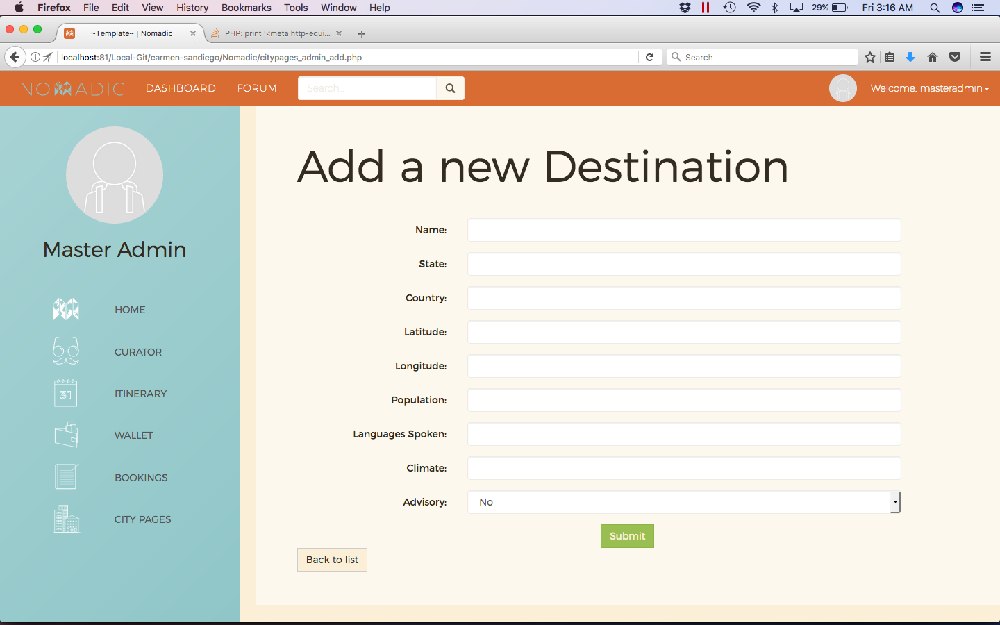 Firefox File Edit View History Bookmarks Tools Window Help 29% Fri 3:16 AM
~Template~ | Nomadic PHP: print '<meta http-equi...
localhost:81/Local-Git/carmen-sandiego/Nomadic/citypages_admin_add.php Search
NOMADIC DASHBOARD FORUM Search... Welcome, masteradmin
Master Admin
HOME
CURATOR
31 ITINERARY
WALLET
BOOKINGS
CITY PAGES
Add a new Destination
Name:
State:
Country:
Latitude:
Longitude:
Population:
Languages Spoken:
Climate:
Advisory: No
Submit
Back to list